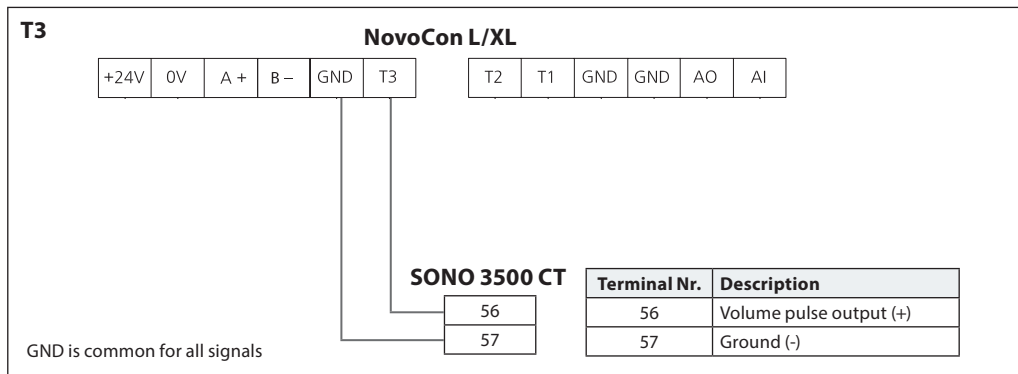 T3
NovoCon L/XL
+24V 0V A + B – GND T3 T2 T1 GND GND AO AI
SONO 3500 CT
56
57
Terminal Nr. Description
56 Volume pulse output (+)
57 Ground (-)
GND is common for all signals